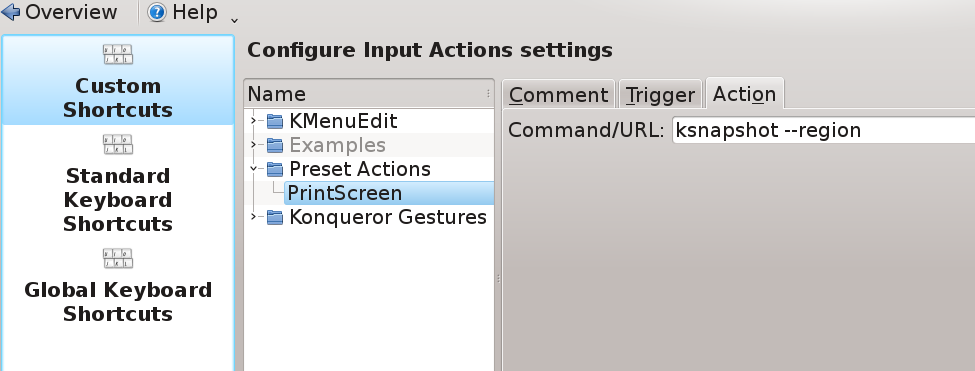 Overview Help
Custom
Shortcuts
Standard
Keyboard
Shortcuts
Global Keyboard
Shortcuts
Configure Input Actions settings
Name
KMenuEdit
Examples
Preset Actions
PrintScreen
Konqueror Gestures
Comment Trigger Action
Command/URL: ksnapshot --region